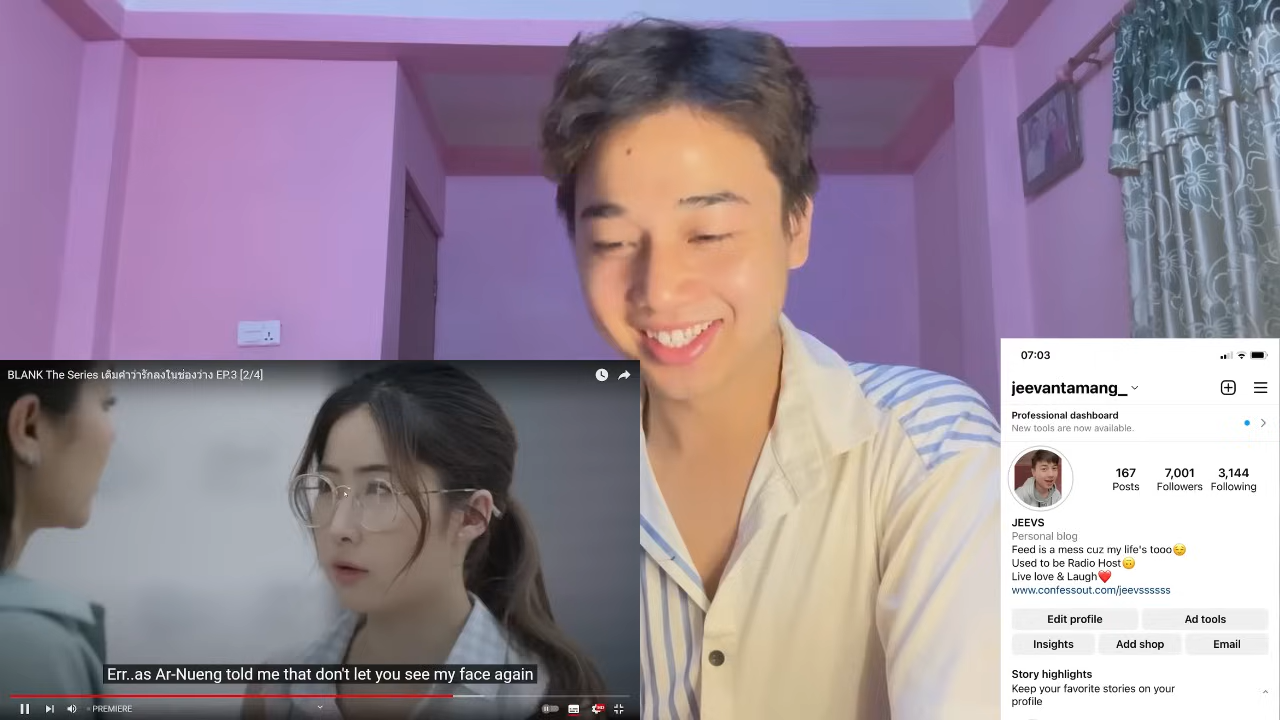 BLANK The Series เติมคำว่ารักลงในช่องว่าง EP.3 [2/4]
Err..as Ar-Nueng told me that don't let you see my face again
PREMIERE
HD
07:03
jeevantamang_
Professional dashboard
New tools are now available.
167 7,001 3,144
Posts Followers Following
JEEVS
Personal blog
Feed is a mess cuz my life's tooo😌
Used to be Radio Host🙃
Live love & Laugh❤️
www.confessout.com/jeevssssss
Edit profile Ad tools
Insights Add shop Email
Story highlights
Keep your favorite stories on your
profile